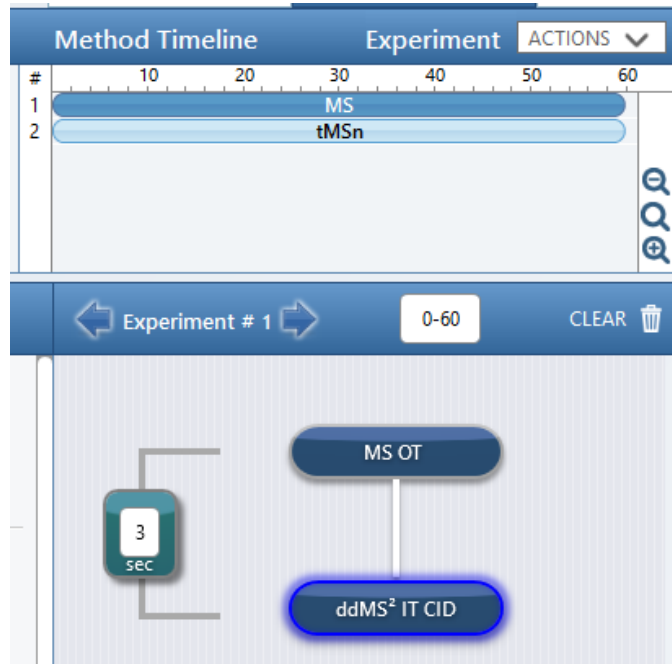 Method Timeline Experiment ACTIONS
# 10 20 30 40 50 60
1 MS
2 tMSn
Experiment # 1 0-60 CLEAR
MS OT
3
sec
ddMS² IT CID